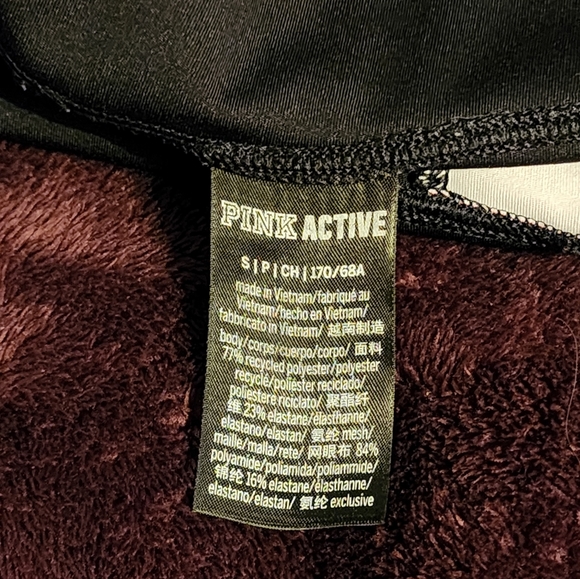 PINK ACTIVE
S | P | CH | 170/68A
made in Vietnam/fabriqué au
Vietnam/hecho en Vietnam/
fabbricato in Vietnam/ 越南制造
body/corps/cuerpo/corpo/ 面料
77% recycled polyester/polyester
recyclé/poliéster reciclado/
poliestere riciclato/ 聚酯纤
维 23% elastane/élasthanne/
elastano/elastan/ 氨纶 mesh/
maille/malla/rete/ 网眼布 84%
polyamide/poliamida/poliammide/
锦纶 16% elastane/élasthanne/
elastano/elastan/ 氨纶 exclusive